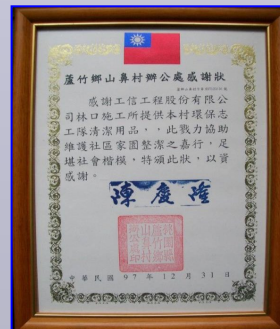 蘆竹鄉山鼻村辦公處感謝狀
感謝工信工程股份有限公
司林口施工所提供本村環保志
工隊清潔用品,,此戮力協助
維護社區家園整潔之嘉行,足
堪社會楷模,特頒此狀,以資
感謝。
陳慶隆
中華民國 97 年 12 月 31 日